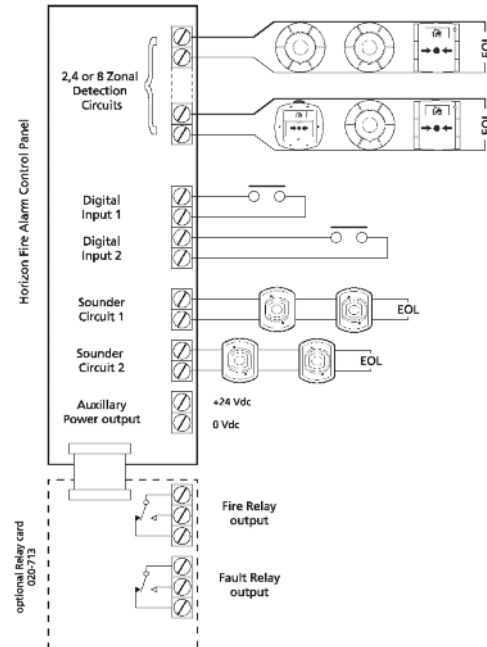 2,4 or 8 Zonal
Detection
Circuits
EOL
EOL
Horizon Fire Alarm Control Panel
Digital
Input 1
Digital
Input 2
Sounder
Circuit 1
EOL
Sounder
Circuit 2
EOL
Auxillary
Power output
+24 Vdc
0 Vdc
optional Relay card
020-713
Fire Relay
output
Fault Relay
output